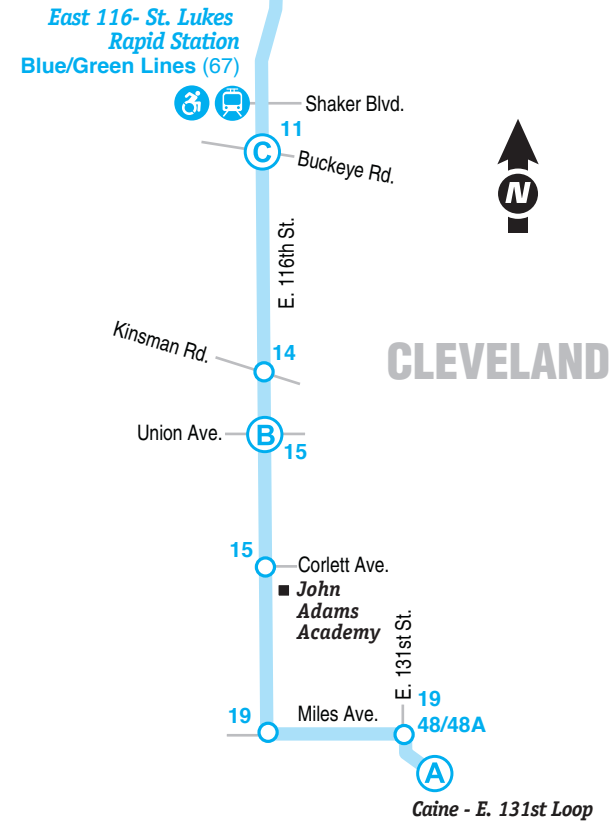 East 116- St. Lukes
Rapid Station
Blue/Green Lines (67)
Shaker Blvd.
11
C
Buckeye Rd.
N
E. 116th St.
Kinsman Rd.
14
CLEVELAND
Union Ave.
B
15
15
Corlett Ave.
John
Adams
Academy
E. 131st St.
19
Miles Ave.
19
48/48A
A
Caine - E. 131st Loop